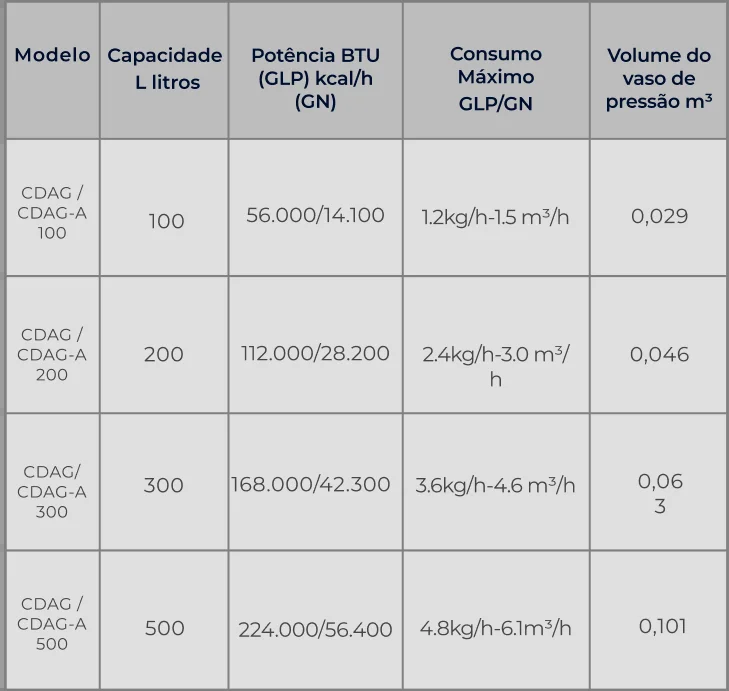 Modelo
Capacidade
L litros
Potência BTU
(GLP) kcal/h
(GN)
Consumo
Máximo
GLP/GN
Volume do
vaso de
pressão m³
CDAG /
CDAG-A
100
100
56.000/14.100
1.2kg/h-1.5 m³/h
0,029
CDAG /
CDAG-A
200
200
112.000/28.200
2.4kg/h-3.0 m³/
h
0,046
CDAG/
CDAG-A
300
300
168.000/42.300
3.6kg/h-4.6 m³/h
0,06
3
CDAG /
CDAG-A
500
500
224.000/56.400
4.8kg/h-6.1m³/h
0,101